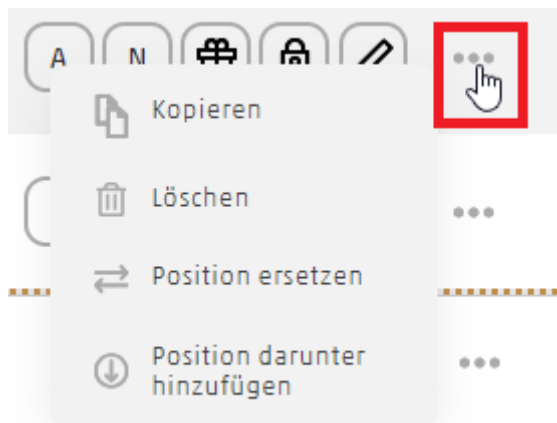 A N
Kopieren
Löschen
Position ersetzen
Position darunter
hinzufügen